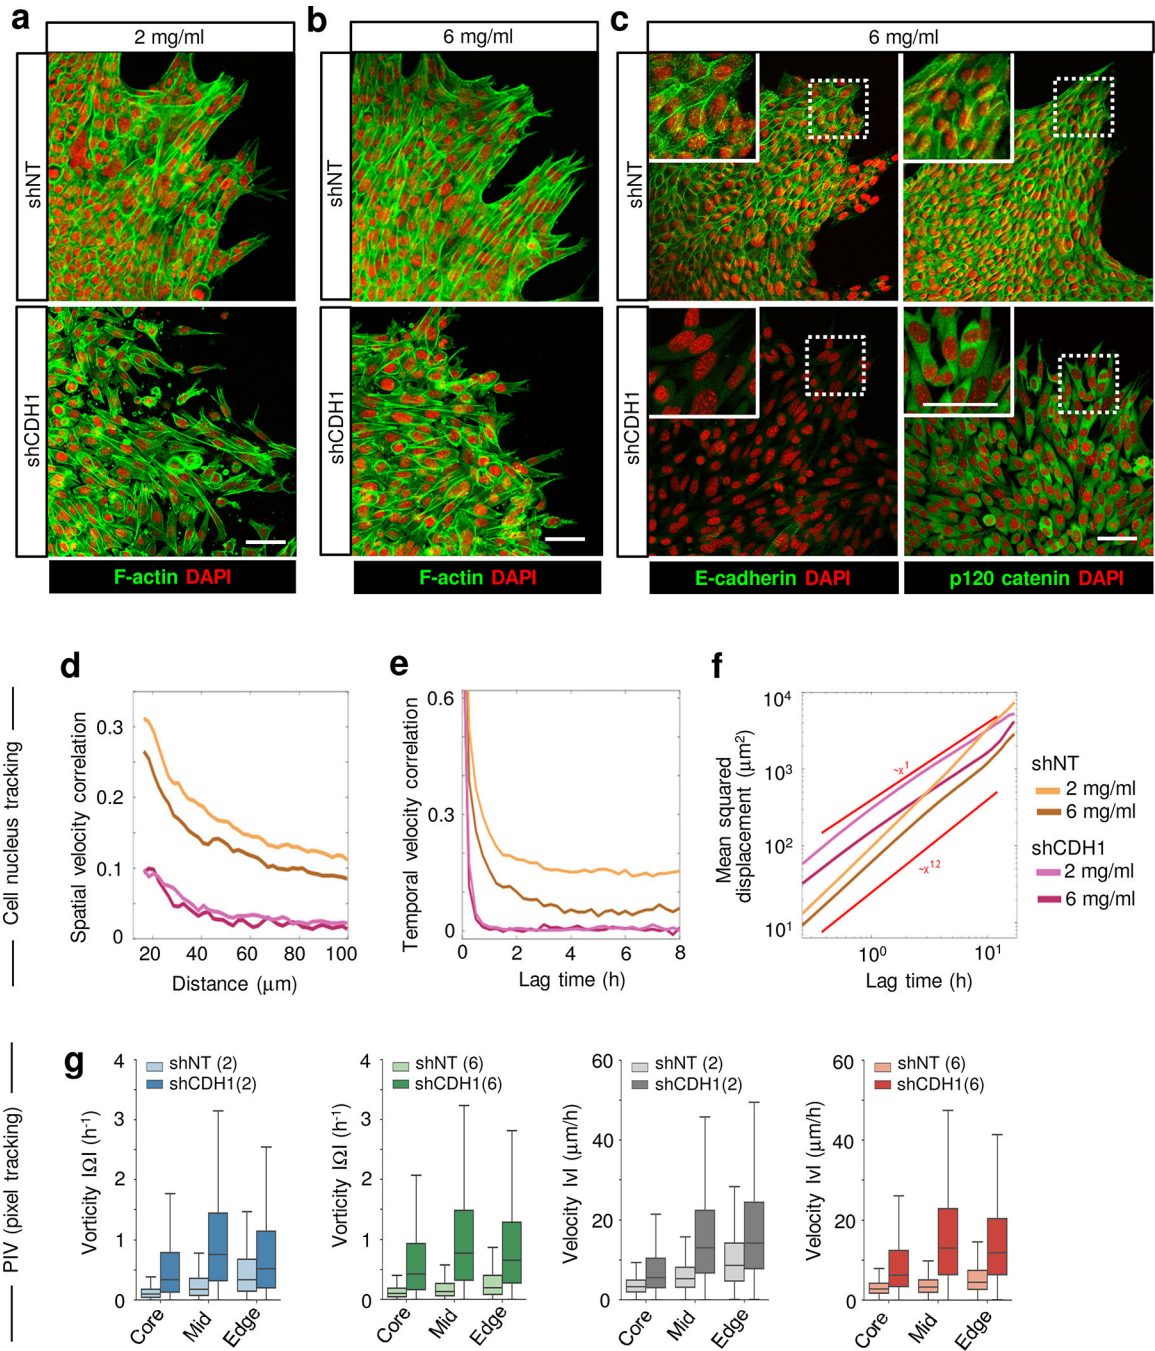 a
b
c
2 mg/ml
6 mg/ml
6 mg/ml
shNT
shNT
shNT
shCDH1
shCDH1
shCDH1
F-actin DAPI
F-actin DAPI
E-cadherin DAPI
p120 catenin DAPI
Cell nucleus tracking
d
Spatial velocity correlation
0.3
0.2
0.1
0
20 40 60 80 100
Distance (μm)
e
Temporal velocity correlation
0.6
0.3
0
0 2 4 6 8
Lag time (h)
f
Mean squared
displacement (μm²)
10⁴
10³
10²
10¹
~x¹
~x¹·²
10⁰ 10¹
Lag time (h)
shNT
2 mg/ml
6 mg/ml
shCDH1
2 mg/ml
6 mg/ml
PIV (pixel tracking)
g
Vorticity IΩI (h⁻¹)
4
3
2
1
0
shNT (2)
shCDH1(2)
Core Mid Edge
Vorticity IΩI (h⁻¹)
4
3
2
1
0
shNT (6)
shCDH1(6)
Core Mid Edge
Velocity IvI (μm/h)
60
40
20
0
shNT (2)
shCDH1(2)
Core Mid Edge
Velocity IvI (μm/h)
60
40
20
0
shNT (6)
shCDH1(6)
Core Mid Edge